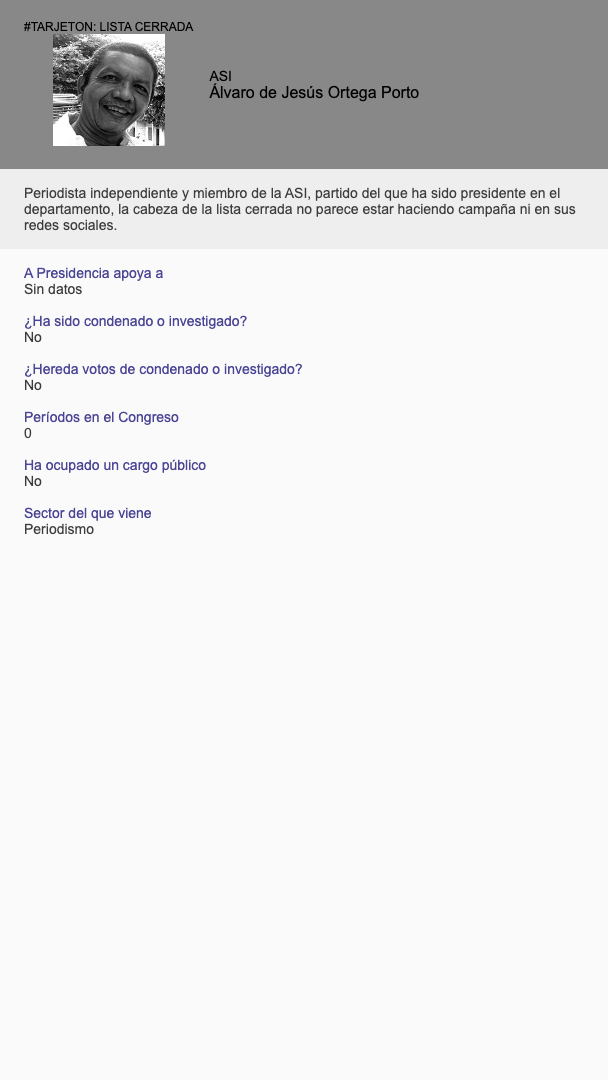 #TARJETON: LISTA CERRADA
ASI
Álvaro de Jesús Ortega Porto
Periodista independiente y miembro de la ASI, partido del que ha sido presidente en el
departamento, la cabeza de la lista cerrada no parece estar haciendo campaña ni en sus
redes sociales.
A Presidencia apoya a
Sin datos
¿Ha sido condenado o investigado?
No
¿Hereda votos de condenado o investigado?
No
Períodos en el Congreso
0
Ha ocupado un cargo público
No
Sector del que viene
Periodismo